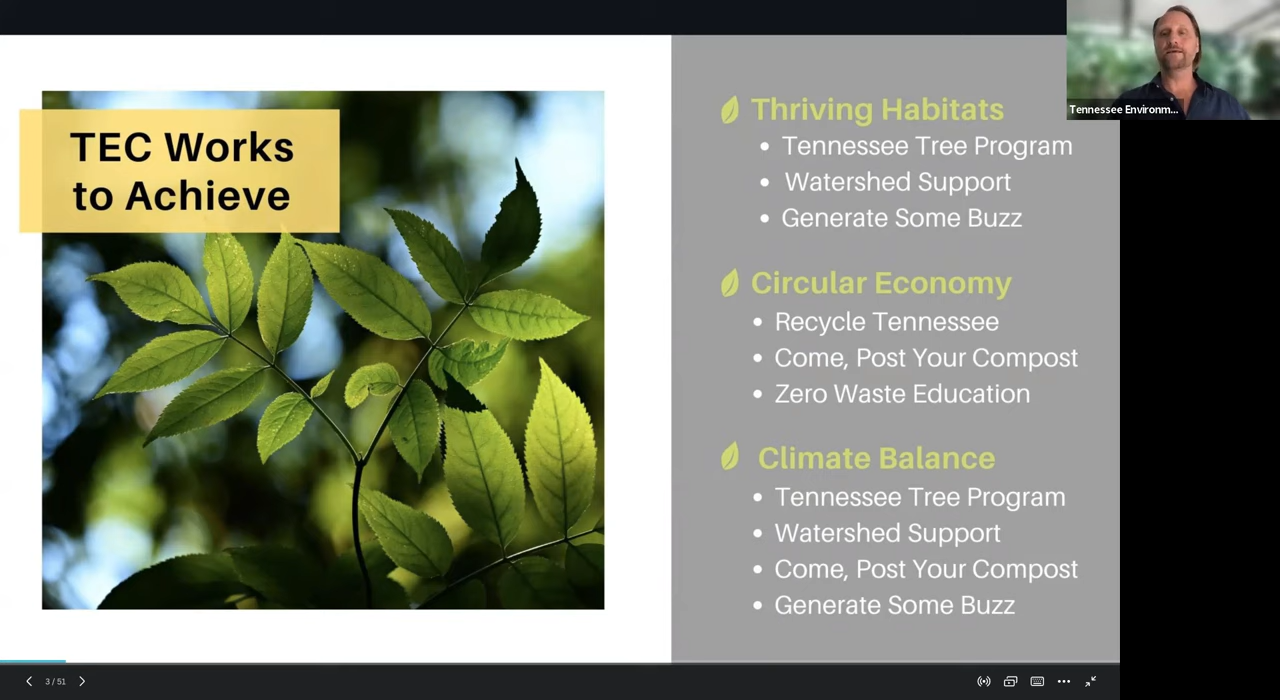 Tennessee Environm...
TEC Works
to Achieve
Thriving Habitats
• Tennessee Tree Program
• Watershed Support
• Generate Some Buzz
Circular Economy
• Recycle Tennessee
• Come, Post Your Compost
• Zero Waste Education
Climate Balance
• Tennessee Tree Program
• Watershed Support
• Come, Post Your Compost
• Generate Some Buzz
3 / 51